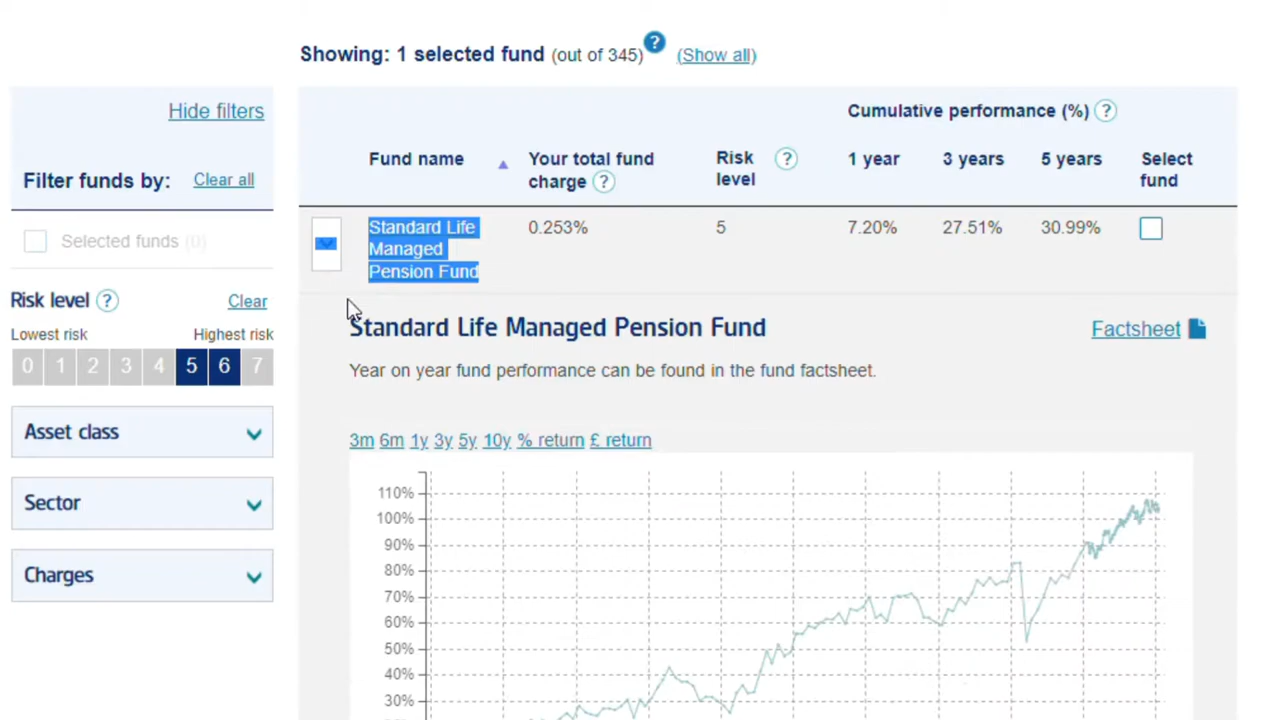 Showing: 1 selected fund (out of 345) ? (Show all)
Hide filters
Filter funds by: Clear all
Selected funds (0)
Risk level ? Clear
Lowest risk Highest risk
0 1 2 3 4 5 6 7
Asset class
Sector
Charges
Cumulative performance (%) ?
Fund name
Your total fund
charge ?
Risk
level ?
1 year 3 years 5 years
Select
fund
Standard Life
Managed
Pension Fund
0.253% 5 7.20% 27.51% 30.99%
Standard Life Managed Pension Fund
Factsheet
Year on year fund performance can be found in the fund factsheet.
3m 6m 1y 3y 5y 10y % return £ return
110%
100%
90%
80%
70%
60%
50%
40%
30%